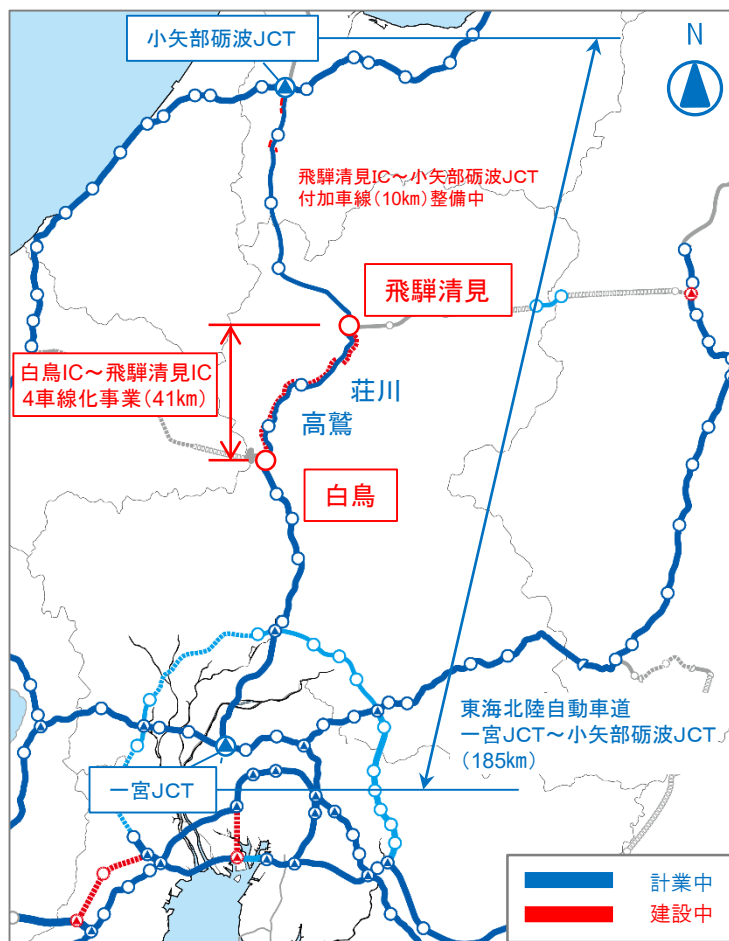 小矢部砺波JCT
N
飛騨清見IC～小矢部砺波JCT
付加車線(10km)整備中
飛騨清見
白鳥IC～飛騨清見IC
4車線化事業(41km)
荘川
高鷲
白鳥
東海北陸自動車道
一宮JCT～小矢部砺波JCT
(185km)
一宮JCT
計業中
建設中